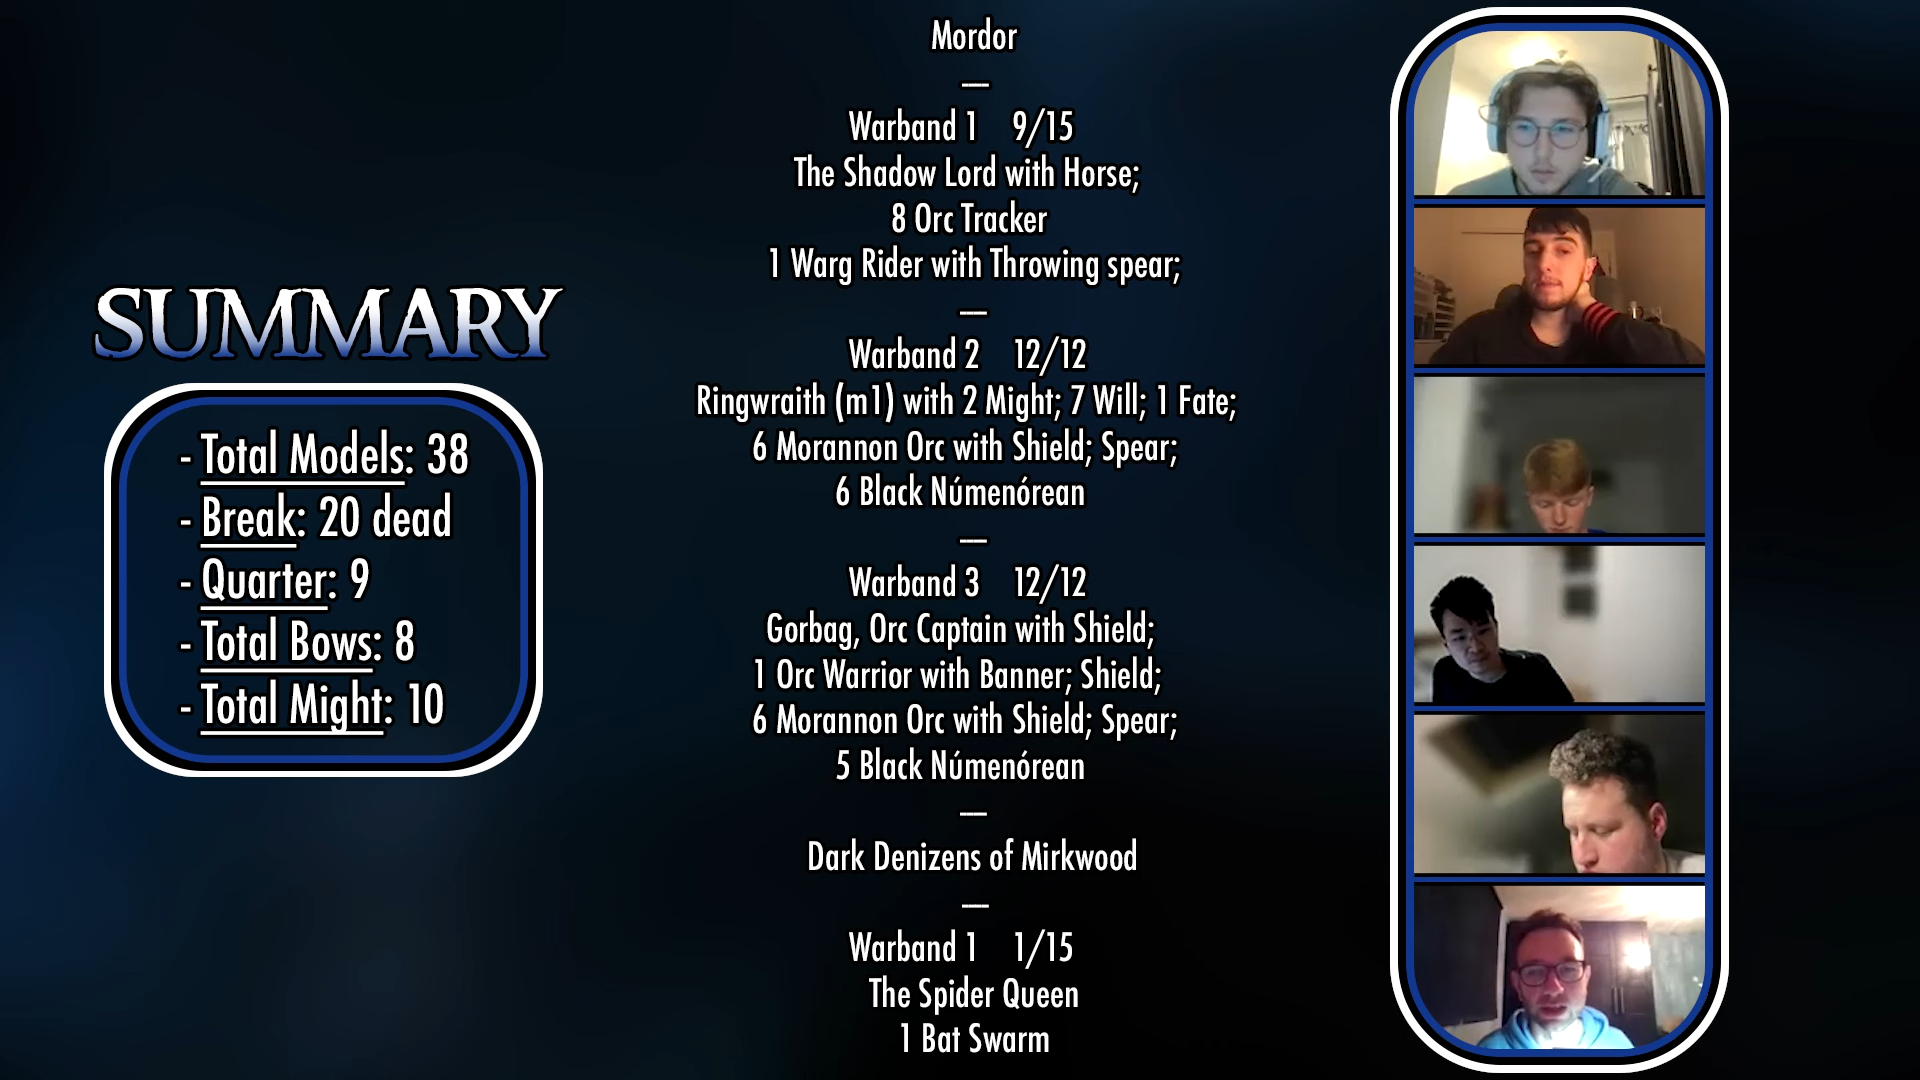 SUMMARY
- Total Models: 38
- Break: 20 dead
- Quarter: 9
- Total Bows: 8
- Total Might: 10
Mordor
—
Warband 1 9/15
The Shadow Lord with Horse;
8 Orc Tracker
1 Warg Rider with Throwing spear;
—
Warband 2 12/12
Ringwraith (m1) with 2 Might; 7 Will; 1 Fate;
6 Morannon Orc with Shield; Spear;
6 Black Númenórean
—
Warband 3 12/12
Gorbag, Orc Captain with Shield;
1 Orc Warrior with Banner; Shield;
6 Morannon Orc with Shield; Spear;
5 Black Númenórean
—
Dark Denizens of Mirkwood
—
Warband 1 1/15
The Spider Queen
1 Bat Swarm